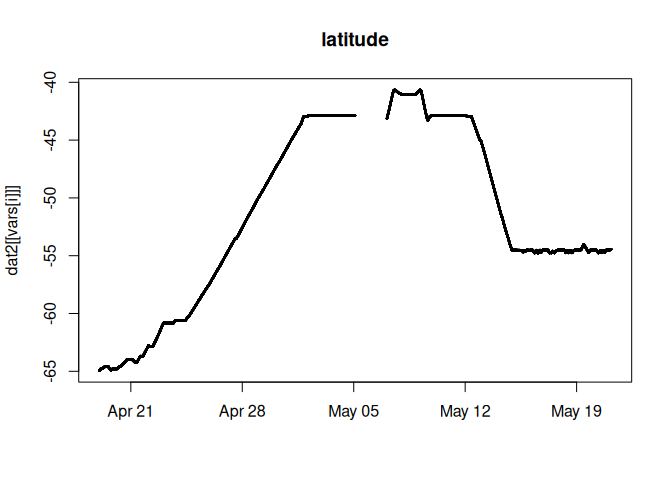 latitude
dat2[[vars[i]]]
-40
-45
-50
-55
-60
-65
Apr 21
Apr 28
May 05
May 12
May 19